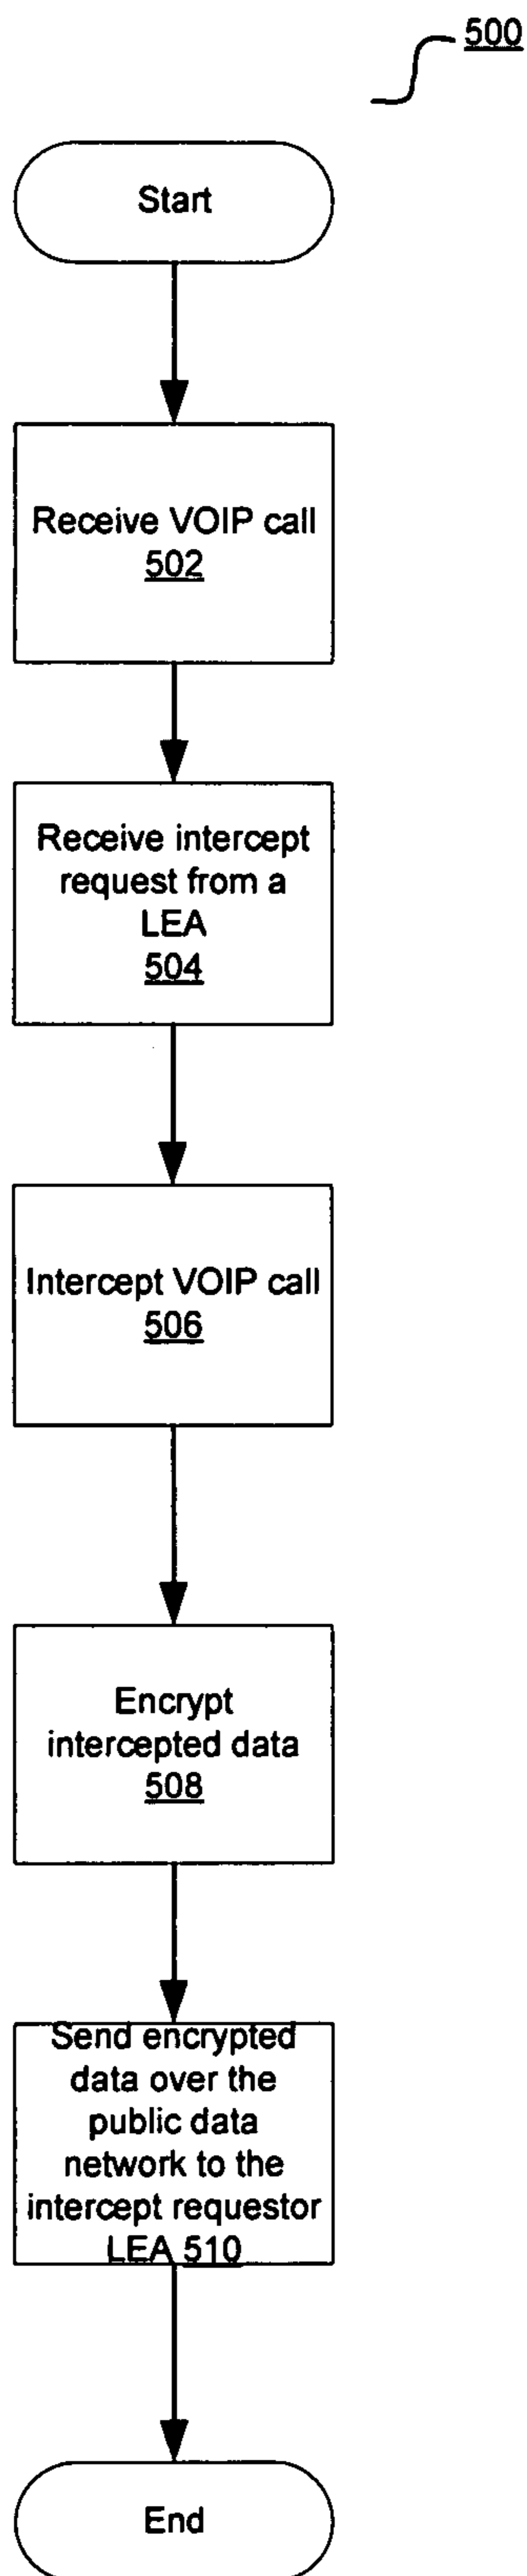 500
Start
Receive VOIP call
502
Receive intercept
request from a
LEA
504
Intercept VOIP call
506
Encrypt
intercepted data
508
Send encrypted
data over the
public data
network to the
intercept requestor
LEA 510
End